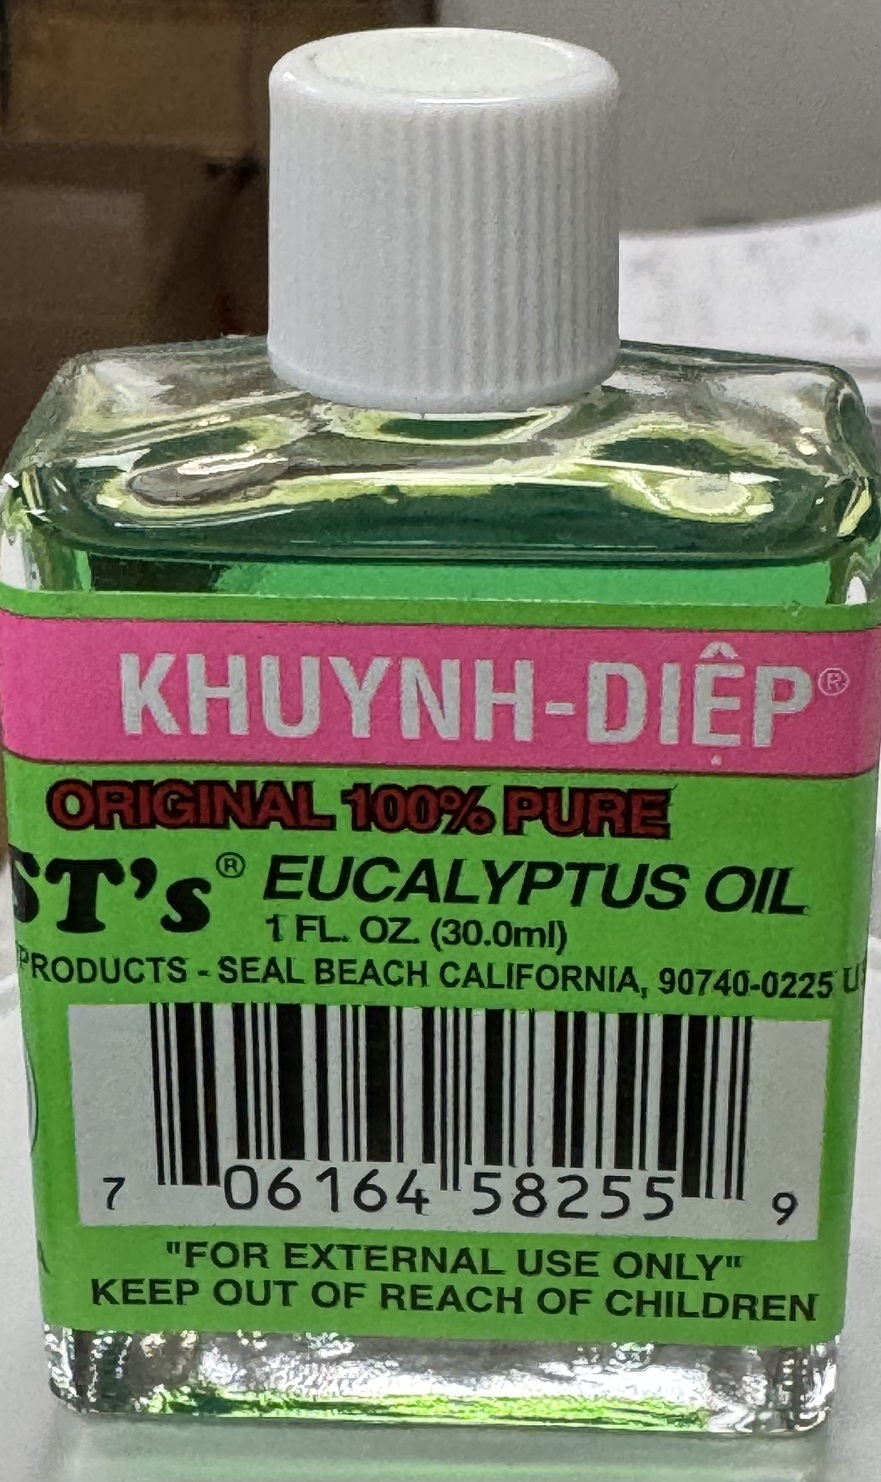 KHUYNH-DIỆP®
ORIGINAL 100% PURE
ST's® EUCALYPTUS OIL
1 FL. OZ. (30.0ml)
PRODUCTS - SEAL BEACH CALIFORNIA, 90740-0225 U
7 06164 58255 9
"FOR EXTERNAL USE ONLY"
KEEP OUT OF REACH OF CHILDREN